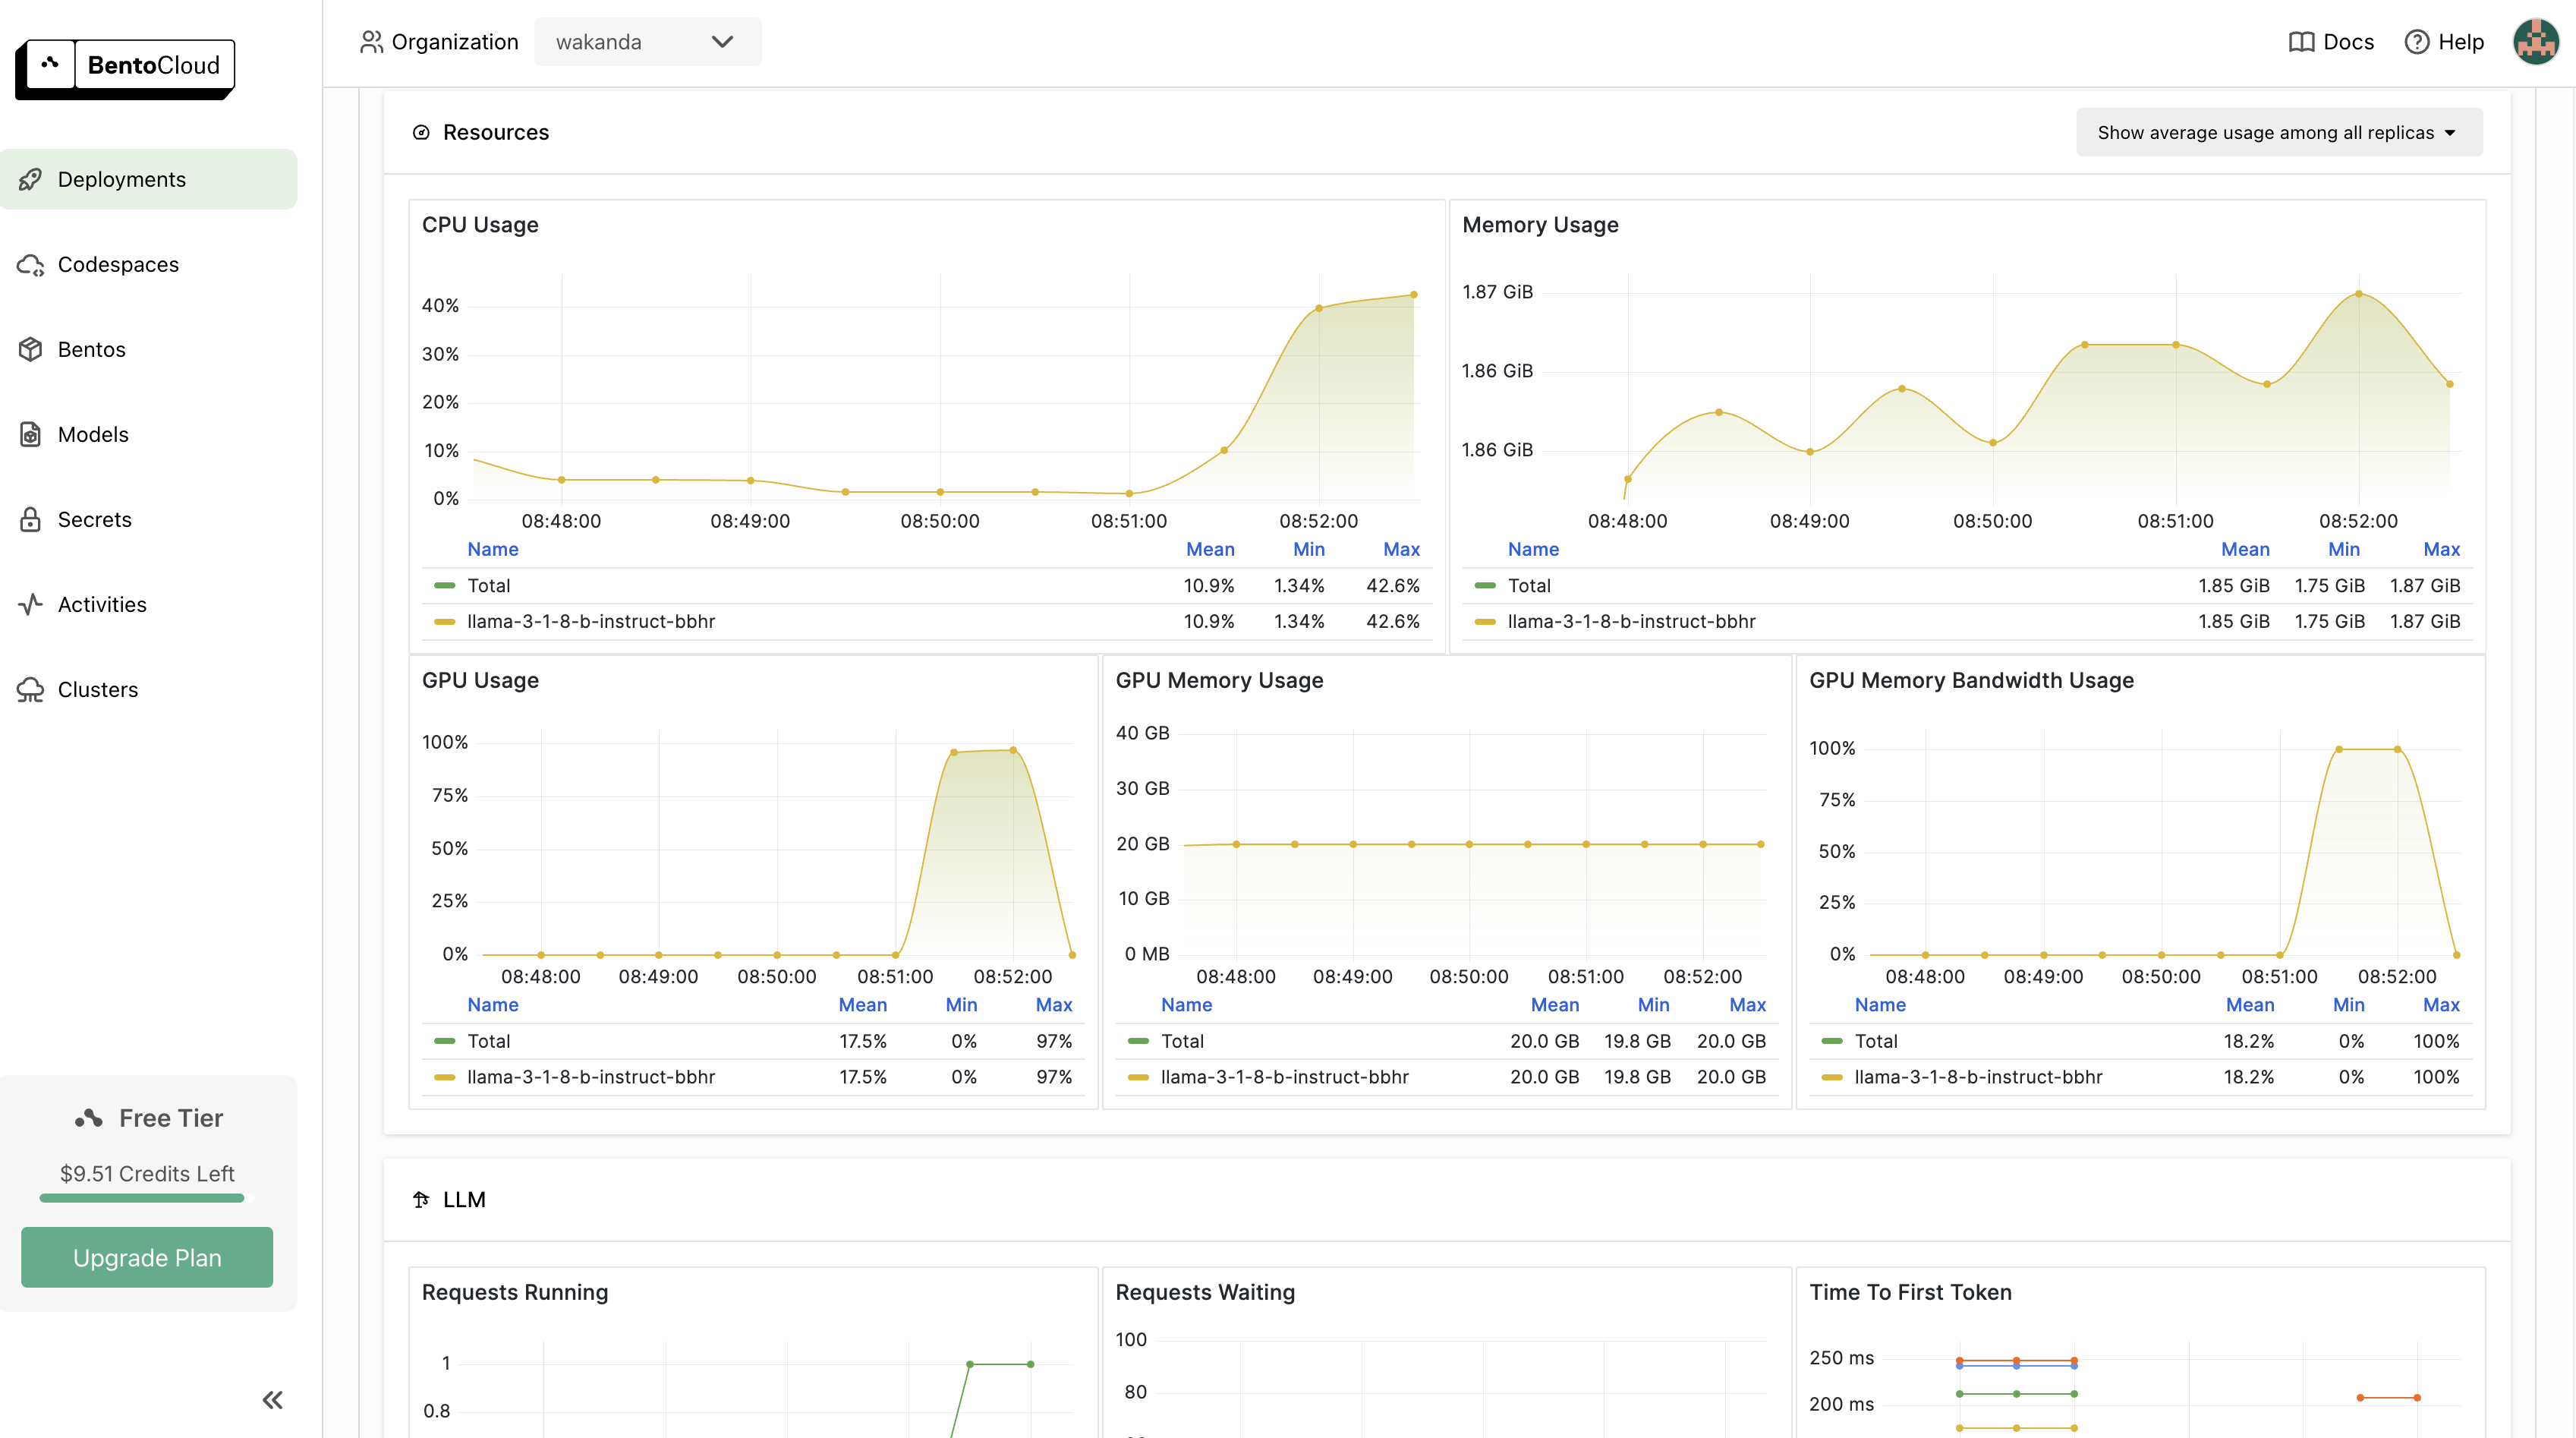 BentoCloud
Organization
wakanda
Docs
Help
Deployments
Codespaces
Bentos
Models
Secrets
Activities
Clusters
Free Tier
$9.51 Credits Left
Upgrade Plan
Resources
Show average usage among all replicas
CPU Usage
40%
30%
20%
10%
0%
08:48:00 08:49:00 08:50:00 08:51:00 08:52:00
Name Mean Min Max
Total 10.9% 1.34% 42.6%
llama-3-1-8-b-instruct-bbhr 10.9% 1.34% 42.6%
Memory Usage
1.87 GiB
1.86 GiB
1.86 GiB
08:48:00 08:49:00 08:50:00 08:51:00 08:52:00
Name Mean Min Max
Total 1.85 GiB 1.75 GiB 1.87 GiB
llama-3-1-8-b-instruct-bbhr 1.85 GiB 1.75 GiB 1.87 GiB
GPU Usage
100%
75%
50%
25%
0%
08:48:00 08:49:00 08:50:00 08:51:00 08:52:00
Name Mean Min Max
Total 17.5% 0% 97%
llama-3-1-8-b-instruct-bbhr 17.5% 0% 97%
GPU Memory Usage
40 GB
30 GB
20 GB
10 GB
0 MB
08:48:00 08:49:00 08:50:00 08:51:00 08:52:00
Name Mean Min Max
Total 20.0 GB 19.8 GB 20.0 GB
llama-3-1-8-b-instruct-bbhr 20.0 GB 19.8 GB 20.0 GB
GPU Memory Bandwidth Usage
100%
75%
50%
25%
0%
08:48:00 08:49:00 08:50:00 08:51:00 08:52:00
Name Mean Min Max
Total 18.2% 0% 100%
llama-3-1-8-b-instruct-bbhr 18.2% 0% 100%
LLM
Requests Running
1
0.8
Requests Waiting
100
80
Time To First Token
250 ms
200 ms